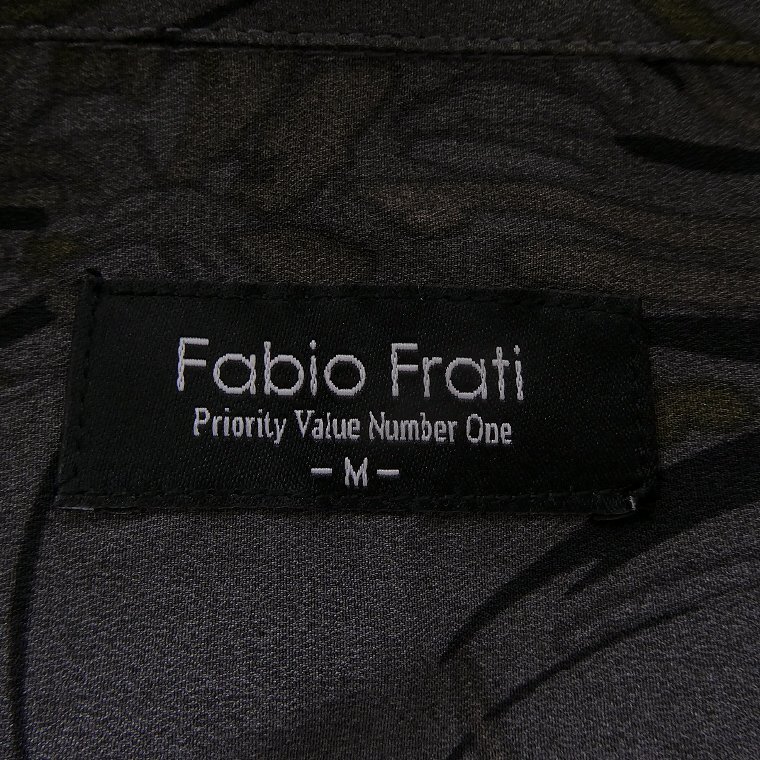 Fabio Frati
Priority Value Number One
- M -